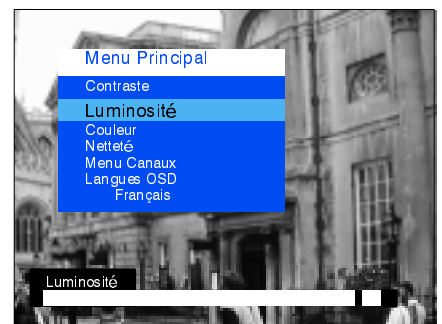 Menu Principal
Contraste
Luminosité
Couleur
Netteté
Menu Canaux
Langues OSD
Français
Luminosité